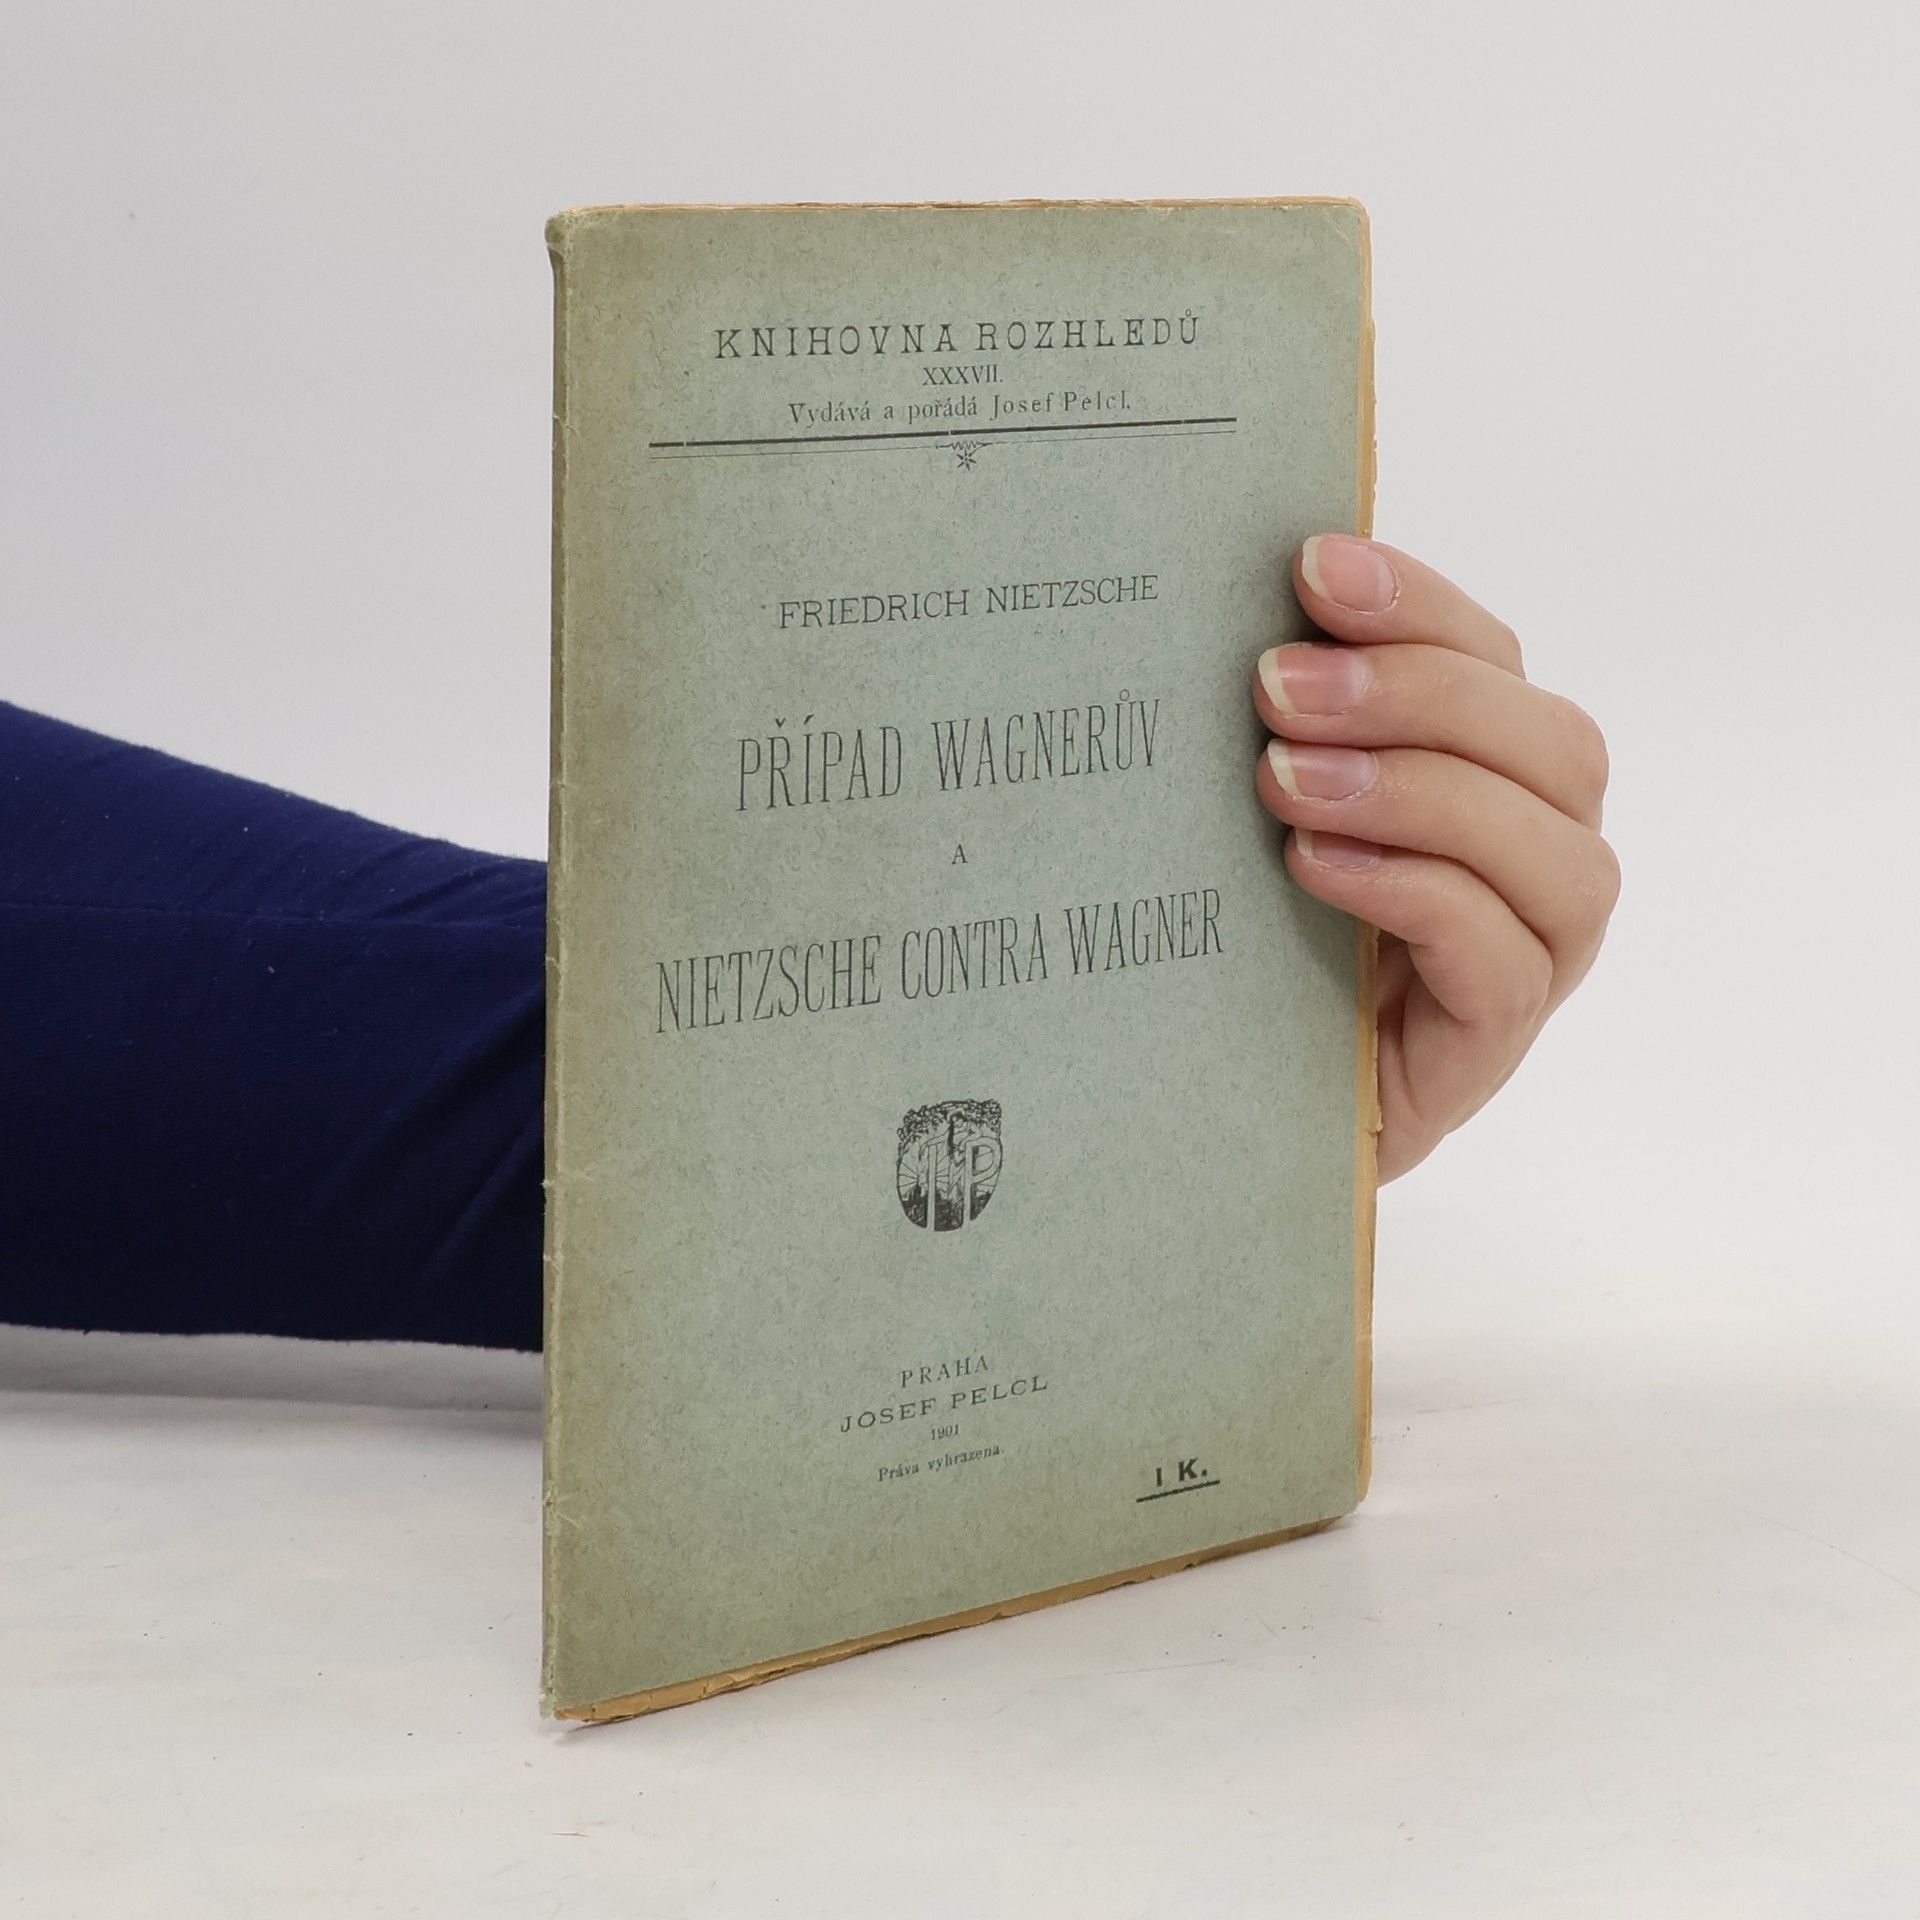 KNIHOVNA ROZHLEDŮ
XXXVII.
Vydává a pořádá Josef Pelcl.
FRIEDRICH NIETZSCHE
PŘÍPAD WAGNERŮV
A
NIETZSCHE CONTRA WAGNER
JP
PRAHA
JOSEF PELCL
1901
Práva vyhrazena.
1 K.